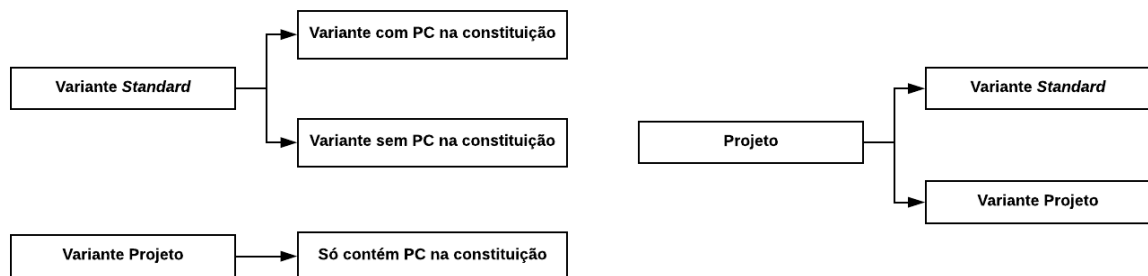 Variante com PC na constituição
Variante Standard
Variante sem PC na constituição
Variante Projeto
Só contém PC na constituição
Projeto
Variante Standard
Variante Projeto